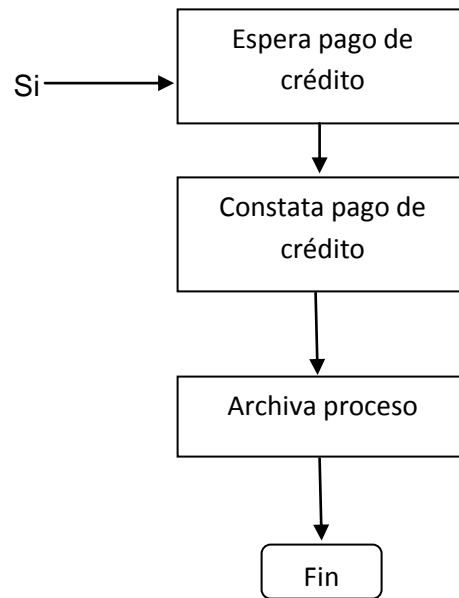 Espera pago de
crédito
Si
Constata pago de
crédito
Archiva proceso
Fin